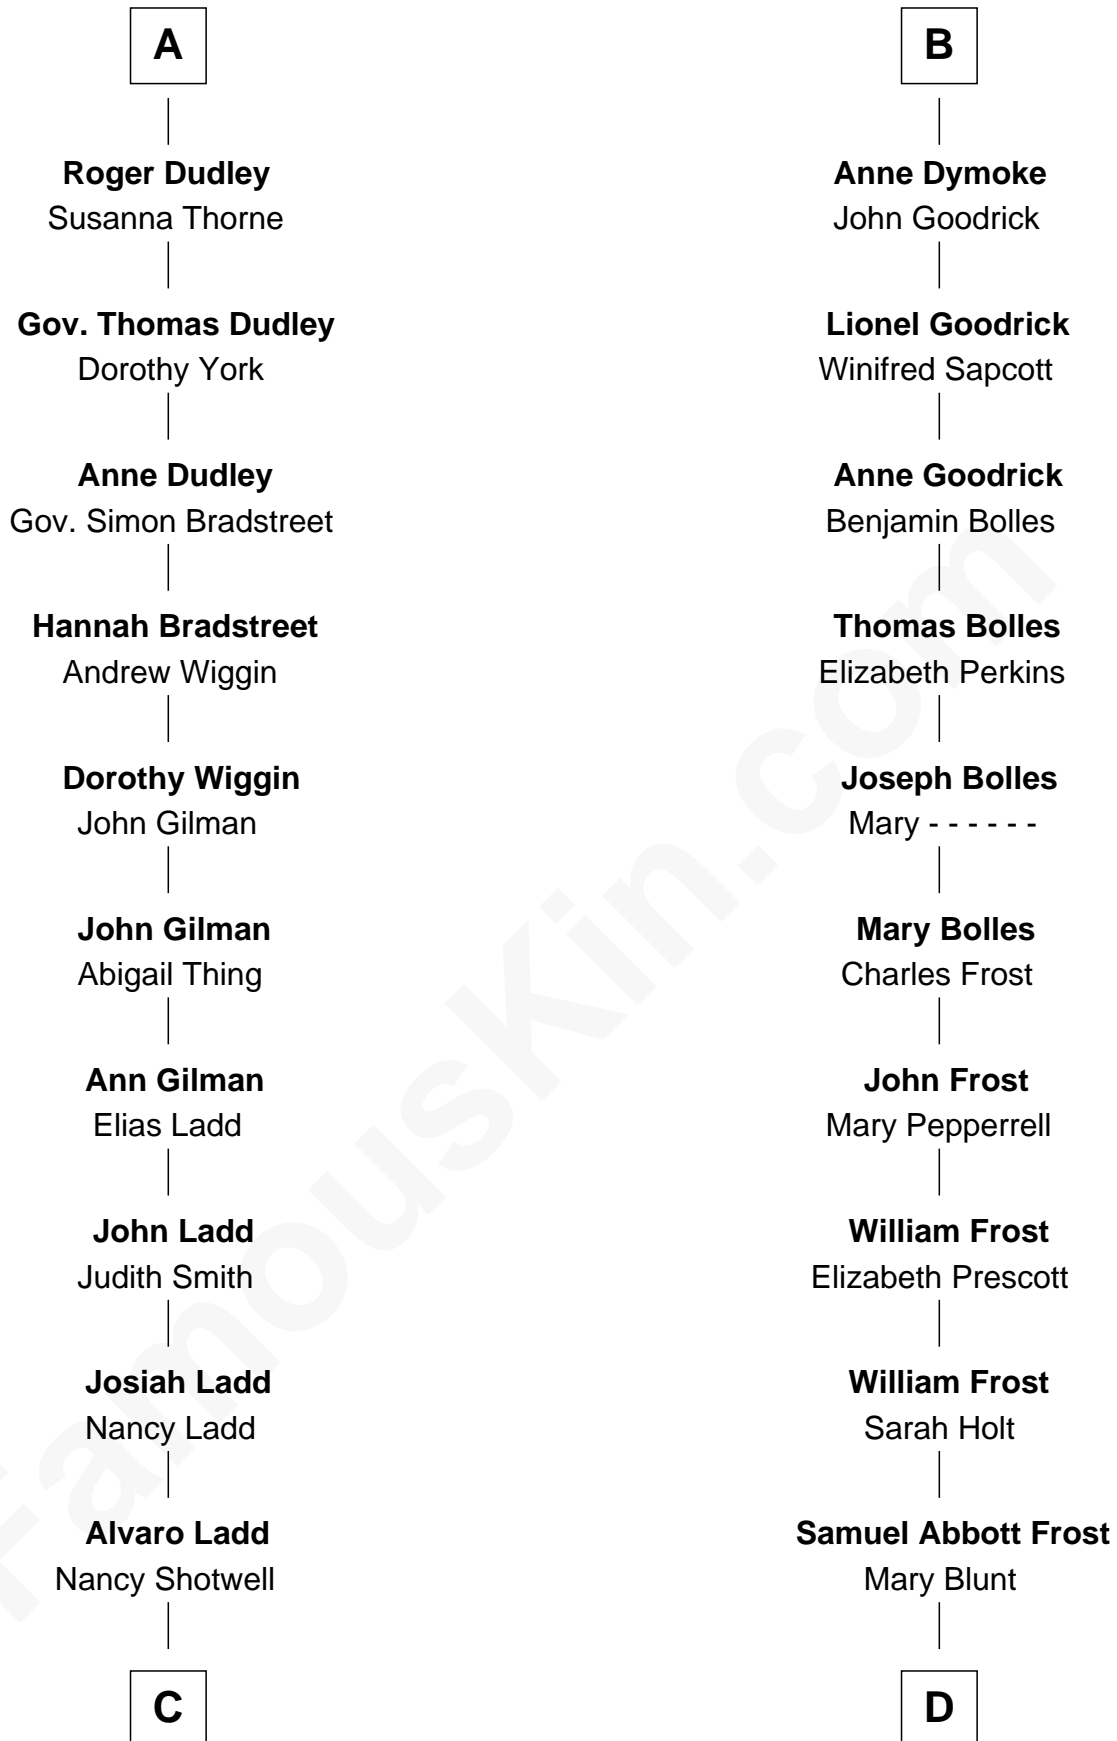 A
Roger Dudley
Susanna Thorne
Gov. Thomas Dudley
Dorothy York
Anne Dudley
Gov. Simon Bradstreet
Hannah Bradstreet
Andrew Wiggin
Dorothy Wiggin
John Gilman
John Gilman
Abigail Thing
Ann Gilman
Elias Ladd
John Ladd
Judith Smith
Josiah Ladd
Nancy Ladd
Alvaro Ladd
Nancy Shotwell
C
B
Anne Dymoke
John Goodrick
Lionel Goodrick
Winifred Sapcott
Anne Goodrick
Benjamin Bolles
Thomas Bolles
Elizabeth Perkins
Joseph Bolles
Mary - - - - - -
Mary Bolles
Charles Frost
John Frost
Mary Pepperrell
William Frost
Elizabeth Prescott
William Frost
Sarah Holt
Samuel Abbott Frost
Mary Blunt
D
FamousKin.com